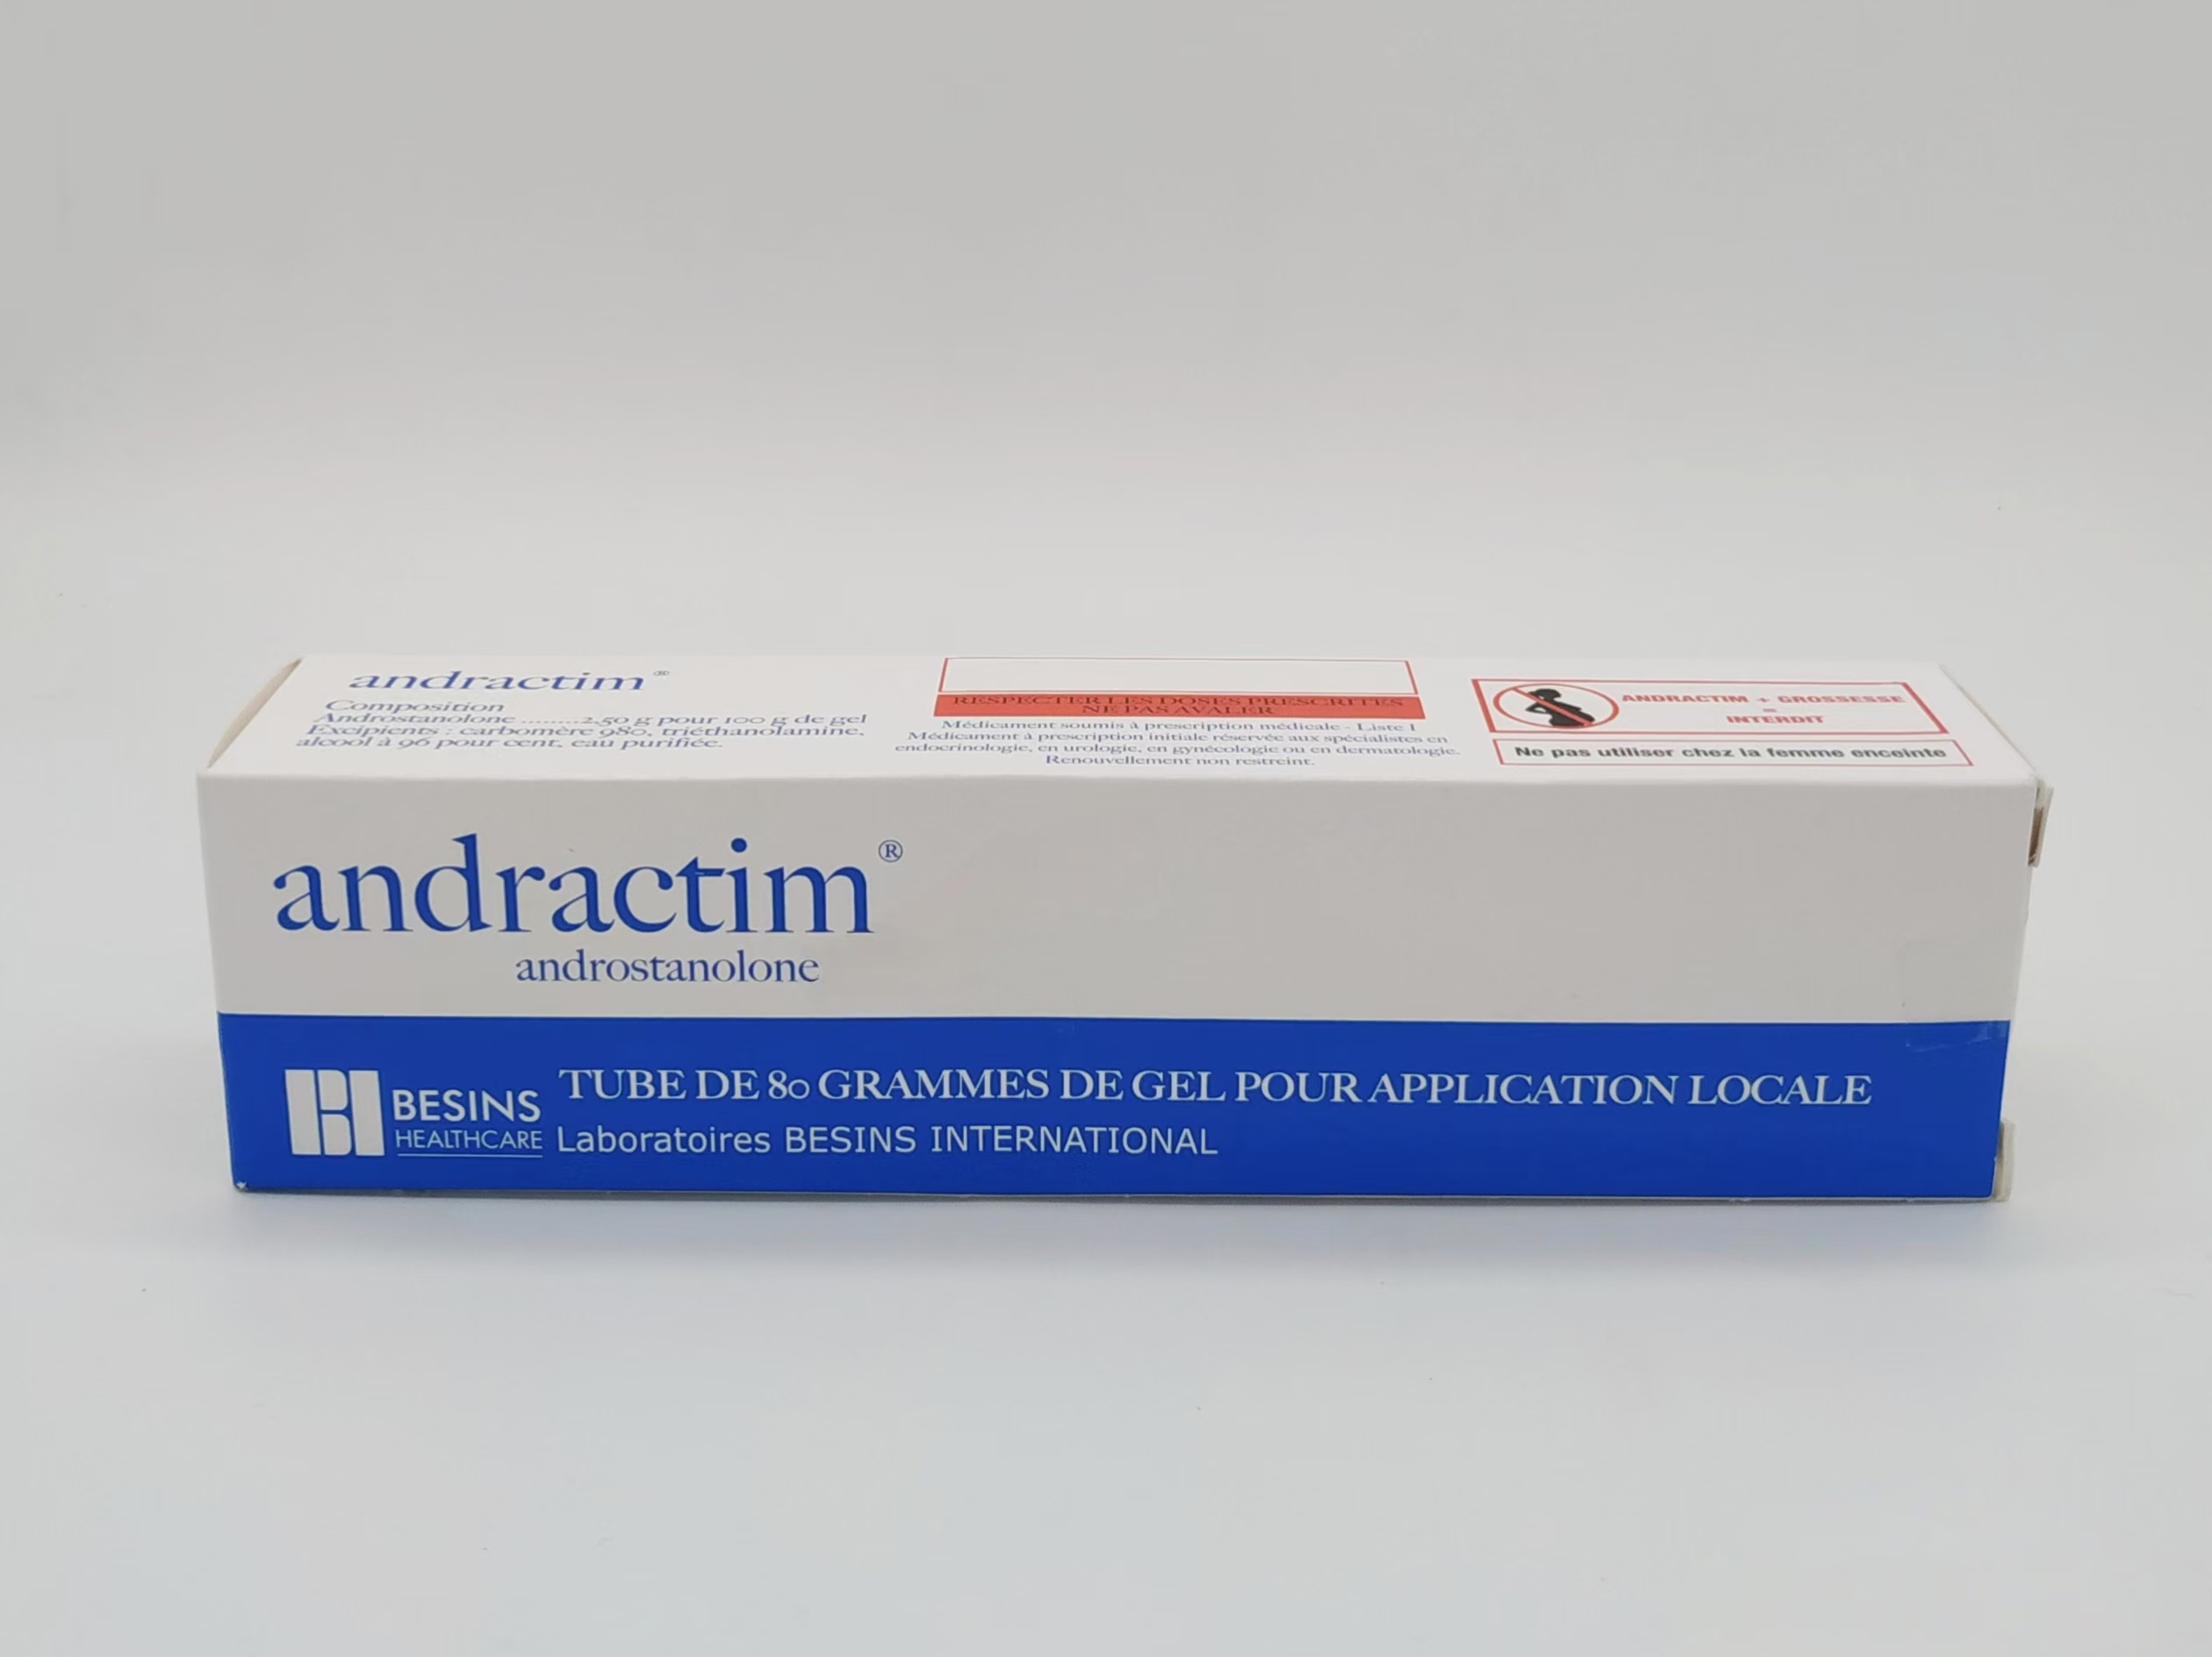 andractim®
Composition
Androstanolone ........2,50 g pour 100 g de gel
Excipients : carbomère 980, triéthanolamine,
alcool à 96 pour cent, eau purifiée.
RESPECTER LES DOSES PRESCRITES
NE PAS AVALER
Médicament soumis à prescription médicale - Liste I
Médicament à prescription initiale réservée aux spécialistes en
endocrinologie, en urologie, en gynécologie ou en dermatologie.
Renouvellement non restreint.
ANDRACTIM + GROSSESSE
=
INTERDIT
Ne pas utiliser chez la femme enceinte
andractim®
androstanolone
BESINS
HEALTHCARE
TUBE DE 80 GRAMMES DE GEL POUR APPLICATION LOCALE
Laboratoires BESINS INTERNATIONAL